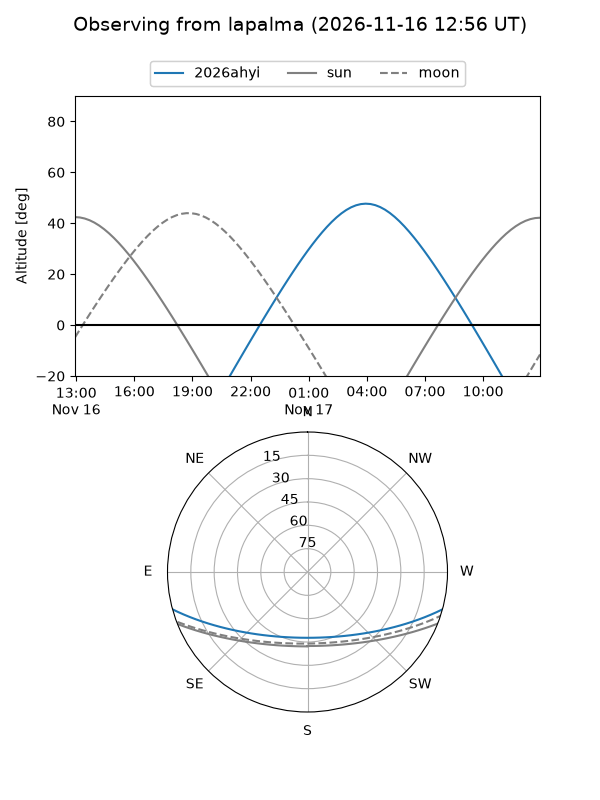 Observing from lapalma (2026-11-16 12:56 UT)
2026ahyi sun moon
Altitude [deg]
80
60
40
20
0
−20
13:00 16:00 19:00 22:00 01:00 04:00 07:00 10:00
Nov 16 Nov 17
N
NE NW
15
30
45
60
75
E W
SE SW
S